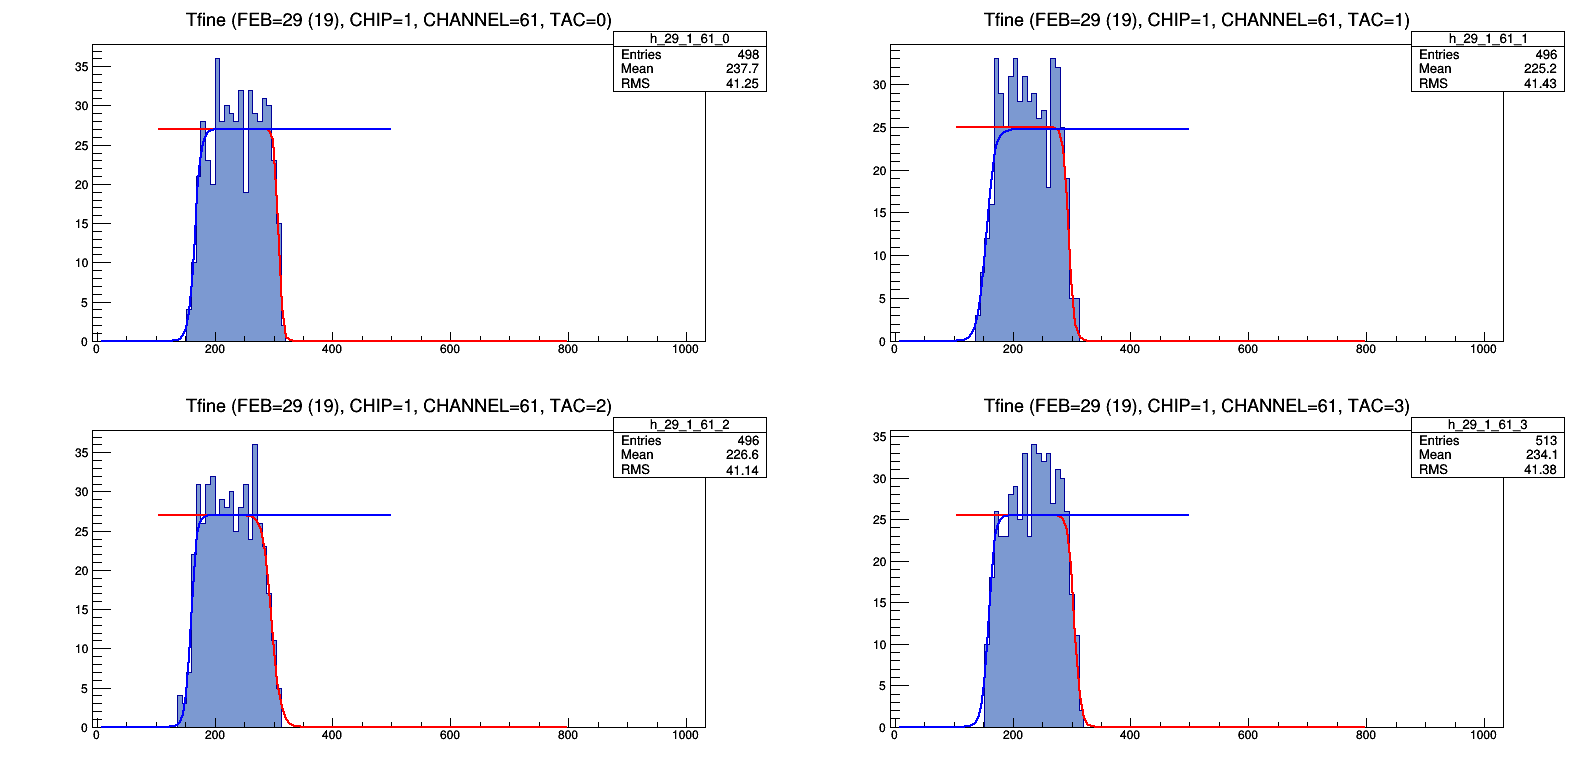 Tfine (FEB=29 (19), CHIP=1, CHANNEL=61, TAC=0)
h_29_1_61_0
Entries 498
Mean 237.7
RMS 41.25
35
30
25
20
15
10
5
0
0 200 400 600 800 1000
Tfine (FEB=29 (19), CHIP=1, CHANNEL=61, TAC=1)
h_29_1_61_1
Entries 496
Mean 225.2
RMS 41.43
30
25
20
15
10
5
0
0 200 400 600 800 1000
Tfine (FEB=29 (19), CHIP=1, CHANNEL=61, TAC=2)
h_29_1_61_2
Entries 496
Mean 226.6
RMS 41.14
35
30
25
20
15
10
5
0
0 200 400 600 800 1000
Tfine (FEB=29 (19), CHIP=1, CHANNEL=61, TAC=3)
h_29_1_61_3
Entries 513
Mean 234.1
RMS 41.38
35
30
25
20
15
10
5
0
0 200 400 600 800 1000